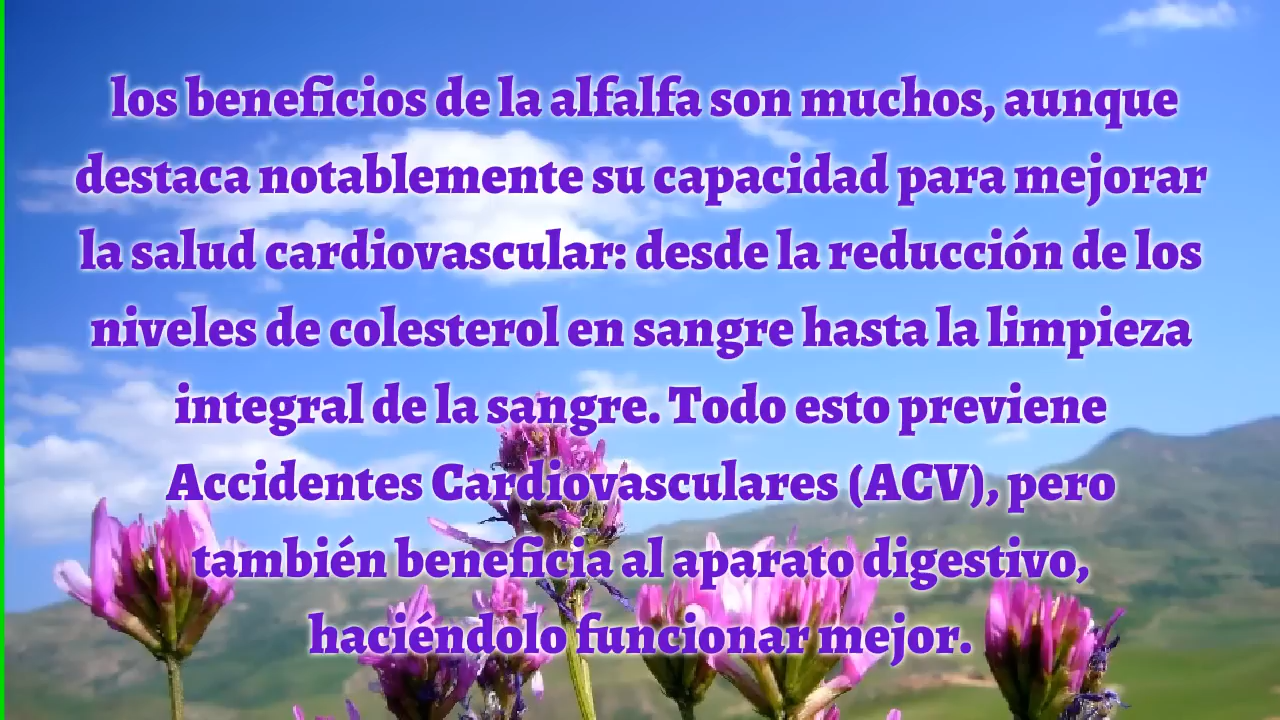 los beneficios de la alfalfa son muchos, aunque
destaca notablemente su capacidad para mejorar
la salud cardiovascular: desde la reducción de los
niveles de colesterol en sangre hasta la limpieza
integral de la sangre. Todo esto previene
Accidentes Cardiovasculares (ACV), pero
también beneficia al aparato digestivo,
haciéndolo funcionar mejor.